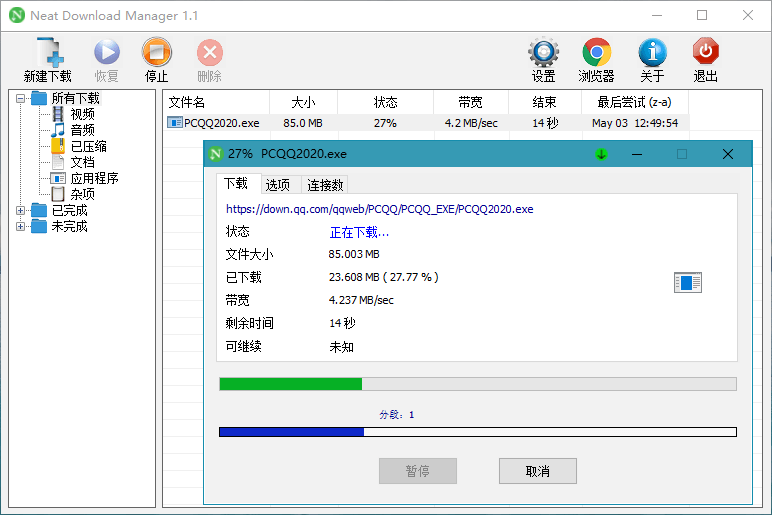 Neat Download Manager 1.1
新建下载 恢复 停止 删除 设置 浏览器 关于 退出
所有下载
视频
音频
已压缩
文档
应用程序
杂项
已完成
未完成
文件名 大小 状态 带宽 结束 最后尝试 (z-a)
PCQQ2020.exe 85.0 MB 27% 4.2 MB/sec 14 秒 May 03 12:49:54
27% PCQQ2020.exe
下载 选项 连接数
https://down.qq.com/qqweb/PCQQ/PCQQ_EXE/PCQQ2020.exe
状态 正在下载...
文件大小 85.003 MB
已下载 23.608 MB ( 27.77 % )
带宽 4.237 MB/sec
剩余时间 14 秒
可继续 未知
分段: 1
暂停 取消